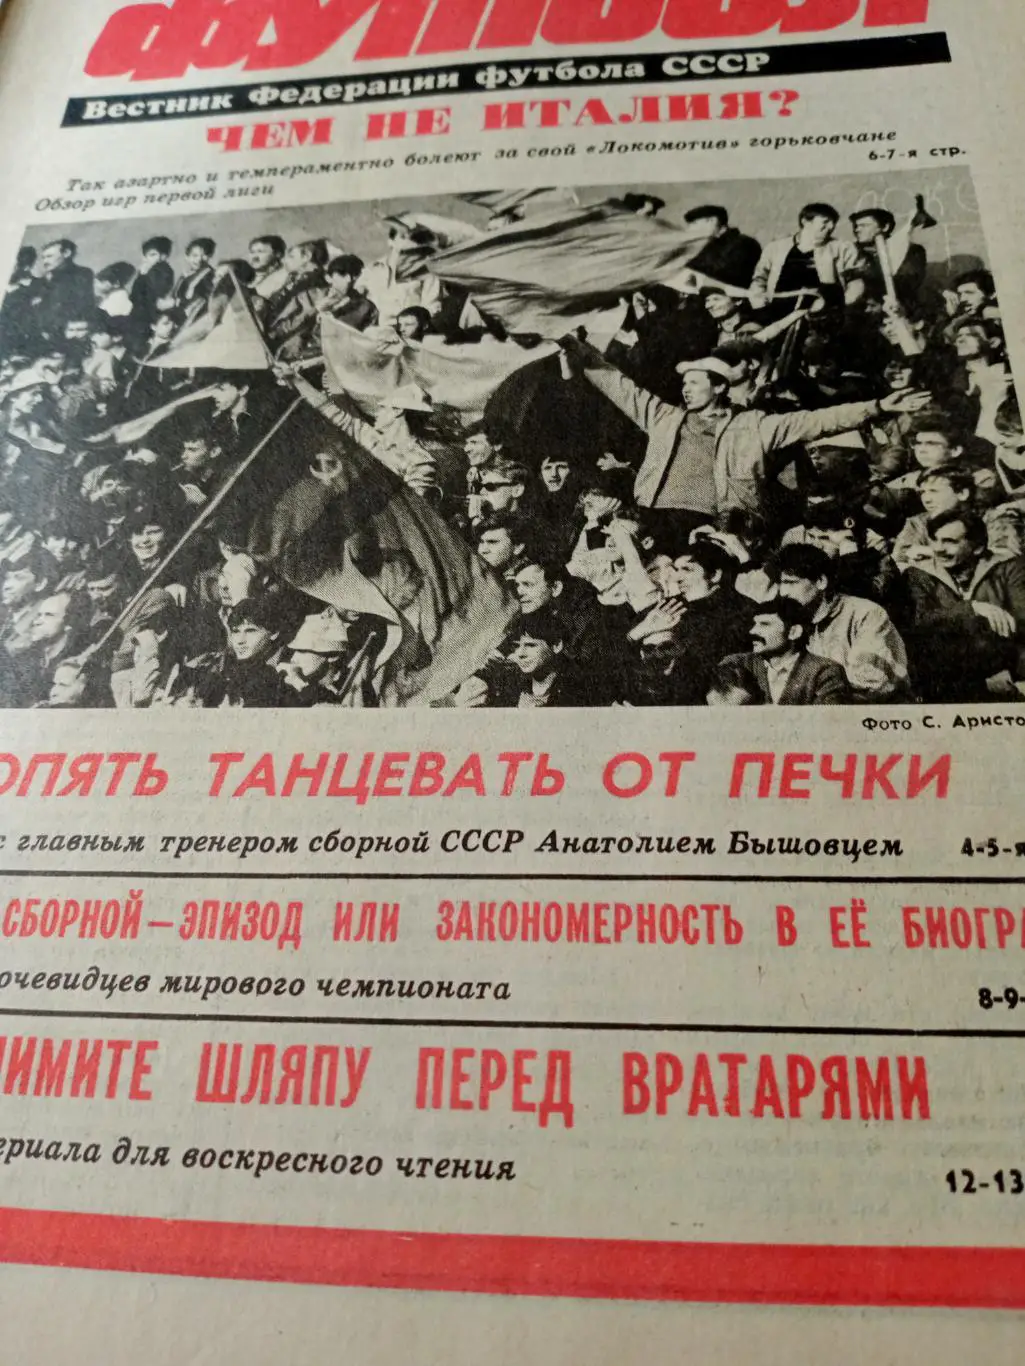 Футбол
Вестник Федерации футбола СССР
ЧЕМ НЕ ИТАЛИЯ?
Так азартно и темпераментно болеют за свой «Локомотив» горьковчане
Обзор игр первой лиги
6-7-я стр.
Фото С. Аристо
ОПЯТЬ ТАНЦЕВАТЬ ОТ ПЕЧКИ
с главным тренером сборной СССР Анатолием Бышовцем 4-5-я
СБОРНОЙ — ЭПИЗОД ИЛИ ЗАКОНОМЕРНОСТЬ В ЕЁ БИОГР
очевидцев мирового чемпионата 8-9-
ИМИТЕ ШЛЯПУ ПЕРЕД ВРАТАРЯМИ
ериала для воскресного чтения 12-13